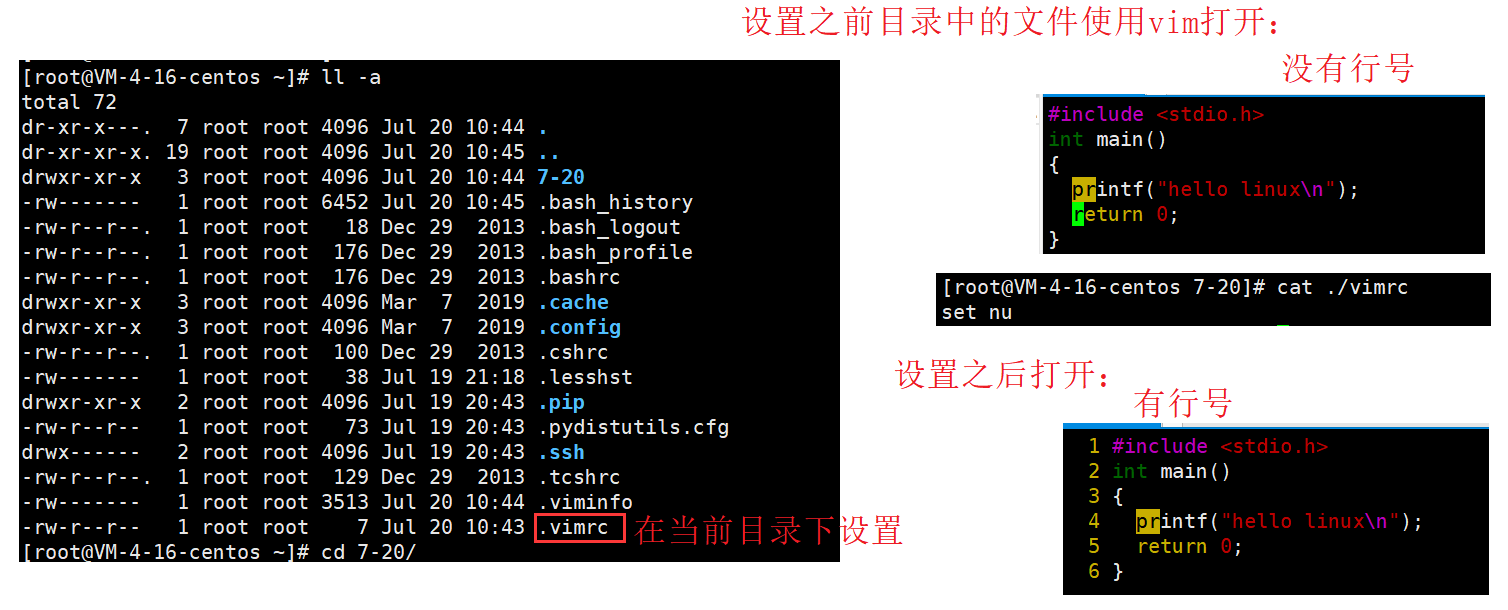 设置之前目录中的文件使用vim打开：
没有行号
[root@VM-4-16-centos ~]# ll -a
total 72
dr-xr-x---.  7 root root 4096 Jul 20 10:44 .
dr-xr-xr-x. 19 root root 4096 Jul 20 10:45 ..
drwxr-xr-x   3 root root 4096 Jul 20 10:44 7-20
-rw-------   1 root root 6452 Jul 20 10:45 .bash_history
-rw-r--r--.  1 root root   18 Dec 29  2013 .bash_logout
-rw-r--r--.  1 root root  176 Dec 29  2013 .bash_profile
-rw-r--r--.  1 root root  176 Dec 29  2013 .bashrc
drwxr-xr-x   3 root root 4096 Mar  7  2019 .cache
drwxr-xr-x   3 root root 4096 Mar  7  2019 .config
-rw-r--r--.  1 root root  100 Dec 29  2013 .cshrc
-rw-------   1 root root   38 Jul 19 21:18 .lesshst
drwxr-xr-x   2 root root 4096 Jul 19 20:43 .pip
-rw-r--r--   1 root root   73 Jul 19 20:43 .pydistutils.cfg
drwx------   2 root root 4096 Jul 19 20:43 .ssh
-rw-r--r--.  1 root root  129 Dec 29  2013 .tcshrc
-rw-------   1 root root 3513 Jul 20 10:44 .viminfo
-rw-r--r--   1 root root    7 Jul 20 10:43 .vimrc 在当前目录下设置
[root@VM-4-16-centos ~]# cd 7-20/
#include <stdio.h>
int main()
{
  printf("hello linux\n");
  return 0;
}
[root@VM-4-16-centos 7-20]# cat ./vimrc
set nu
设置之后打开：
有行号
1 #include <stdio.h>
2 int main()
3 {
4   printf("hello linux\n");
5   return 0;
6 }